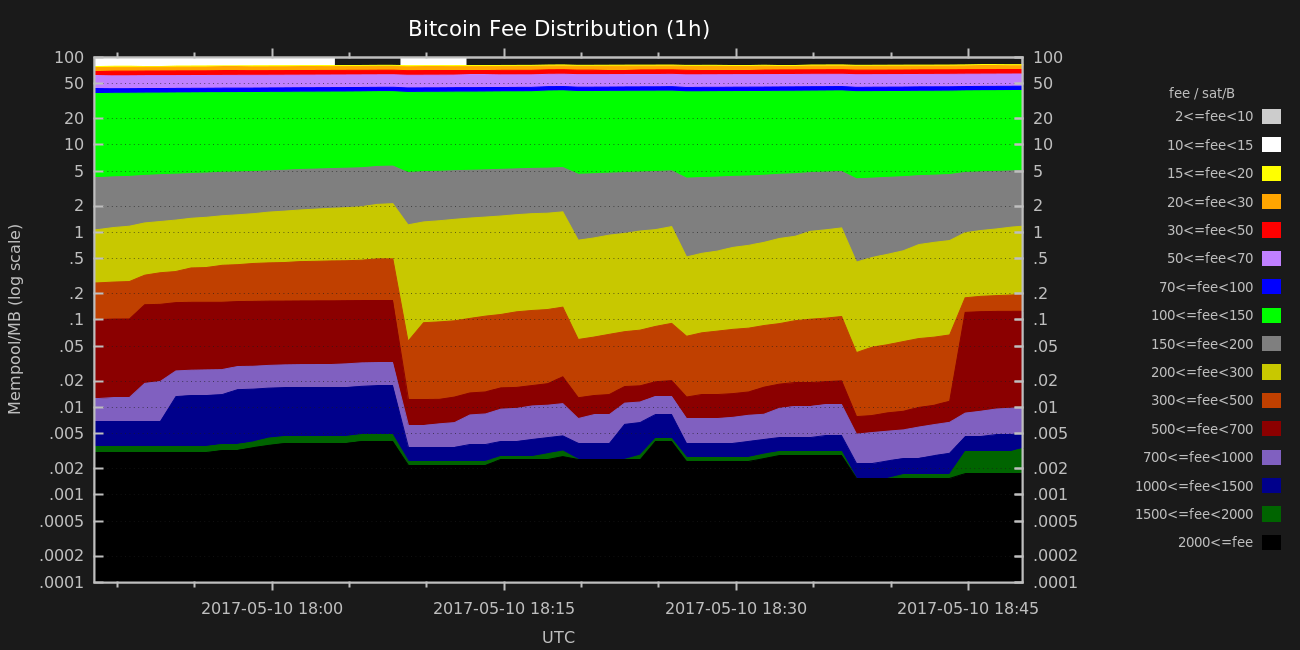 Bitcoin Fee Distribution (1h)
Mempool/MB (log scale)
100
50
20
10
5
2
1
.5
.2
.1
.05
.02
.01
.005
.002
.001
.0005
.0002
.0001
100
50
20
10
5
2
1
.5
.2
.1
.05
.02
.01
.005
.002
.001
.0005
.0002
.0001
2017-05-10 18:00
2017-05-10 18:15
2017-05-10 18:30
2017-05-10 18:45
UTC
fee / sat/B
2<=fee<10
10<=fee<15
15<=fee<20
20<=fee<30
30<=fee<50
50<=fee<70
70<=fee<100
100<=fee<150
150<=fee<200
200<=fee<300
300<=fee<500
500<=fee<700
700<=fee<1000
1000<=fee<1500
1500<=fee<2000
2000<=fee